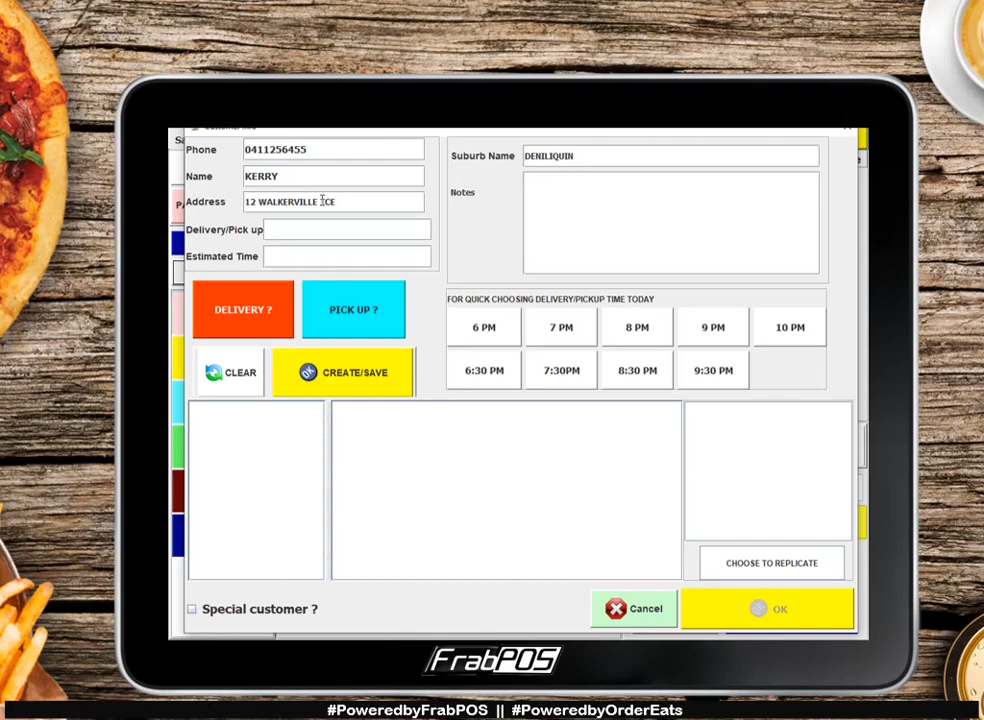 Phone 0411256455
Name KERRY
Address 12 WALKERVILLE
Delivery/Pick up
Estimated Time
Suburb Name DENILIQUIN
Notes
DELIVERY ?
PICK UP ?
CLEAR
CREATE/SAVE
FOR QUICK CHOOSING DELIVERY/PICKUP TIME TODAY
6 PM 7 PM 8 PM 9 PM 10 PM
6:30 PM 7:30PM 8:30 PM 9:30 PM
CHOOSE TO REPLICATE
Special customer ?
Cancel
OK
FrabPOS
#PoweredbyFrabPOS || #PoweredbyOrderEats